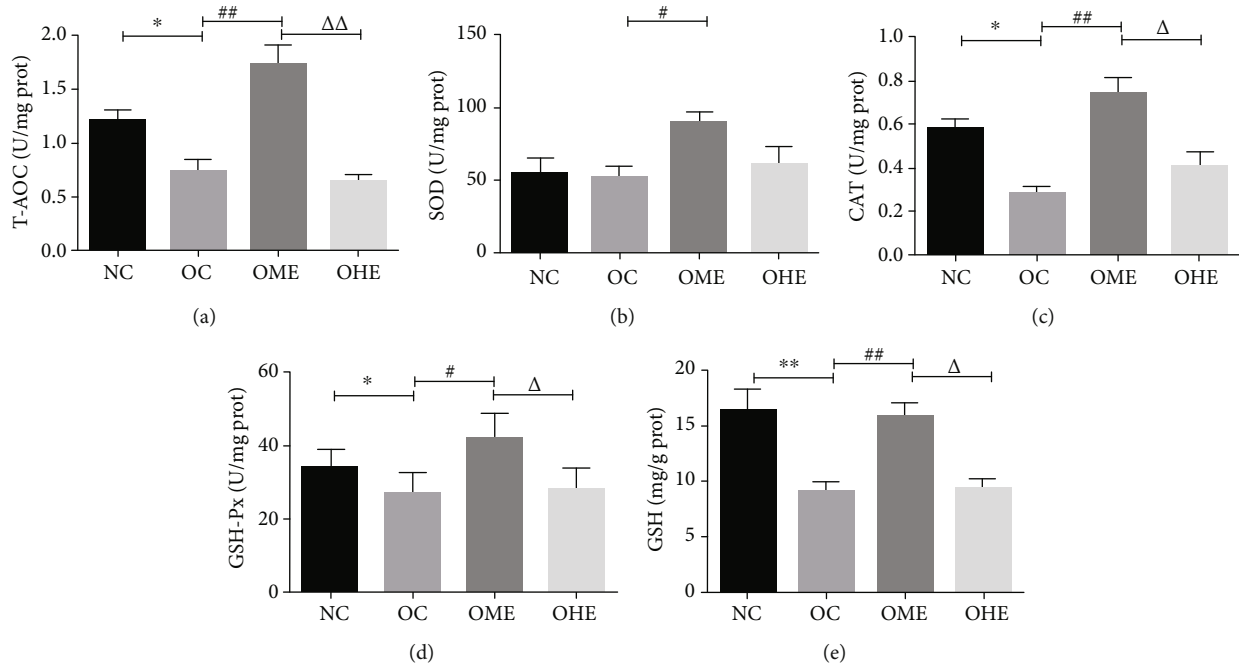 * ## ΔΔ
2.0
1.5
1.0
0.5
0.0
T-AOC (U/mg prot)
NC OC OME OHE
(a)
#
150
100
50
0
SOD (U/mg prot)
NC OC OME OHE
(b)
* ## Δ
1.0
0.8
0.6
0.4
0.2
0.0
CAT (U/mg prot)
NC OC OME OHE
(c)
* # Δ
60
40
20
0
GSH-Px (U/mg prot)
NC OC OME OHE
(d)
** ## Δ
20
15
10
5
0
GSH (mg/g prot)
NC OC OME OHE
(e)